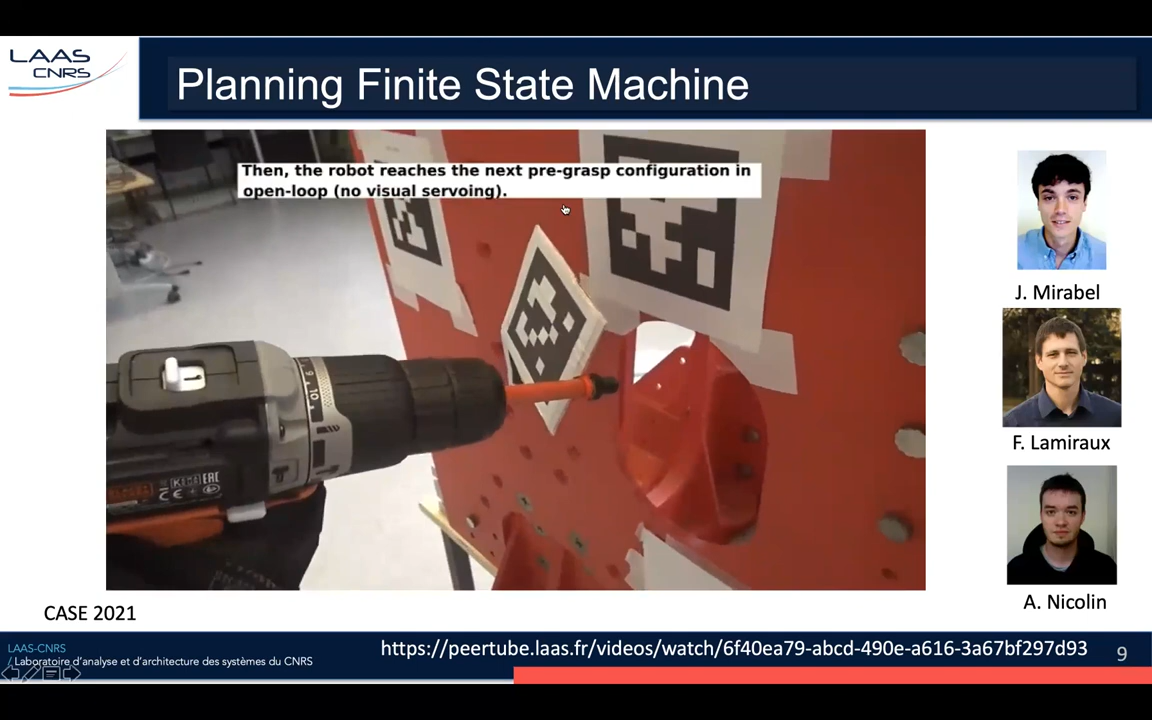 LAAS
CNRS
Planning Finite State Machine
Then, the robot reaches the next pre-grasp configuration in
open-loop (no visual servoing).
10
J. Mirabel
F. Lamiraux
A. Nicolin
CASE 2021
LAAS-CNRS
/ Laboratoire d'analyse et d'architecture des systèmes du CNRS
https://peertube.laas.fr/videos/watch/6f40ea79-abcd-490e-a616-3a67bf297d93
9